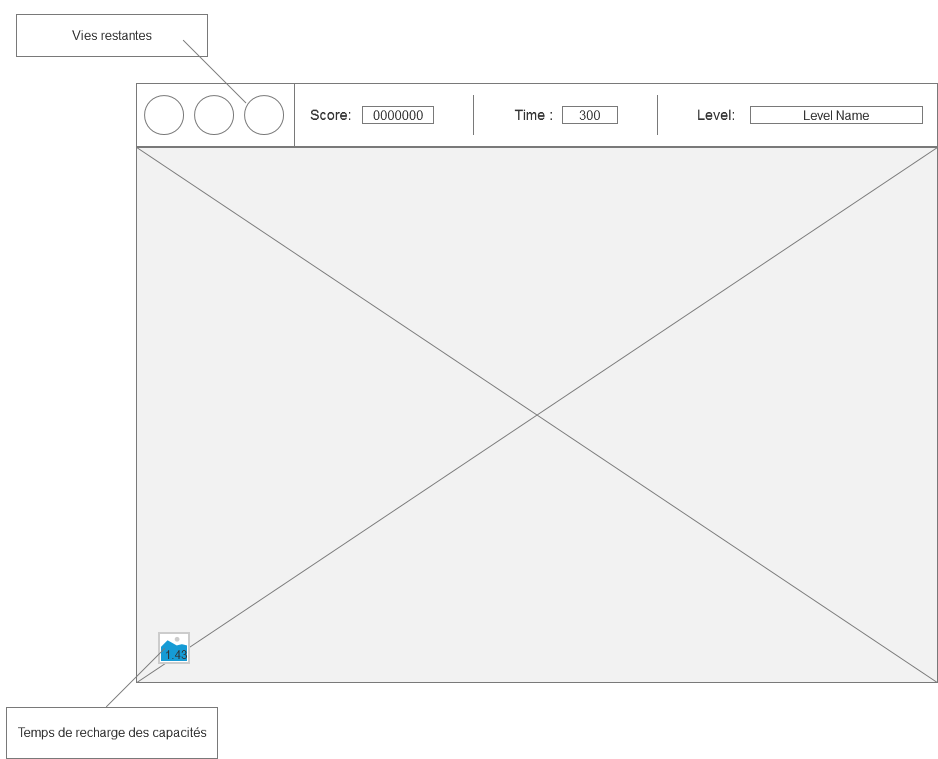 Vies restantes
Score: 0000000 Time : 300 Level: Level Name
1.43
Temps de recharge des capacités